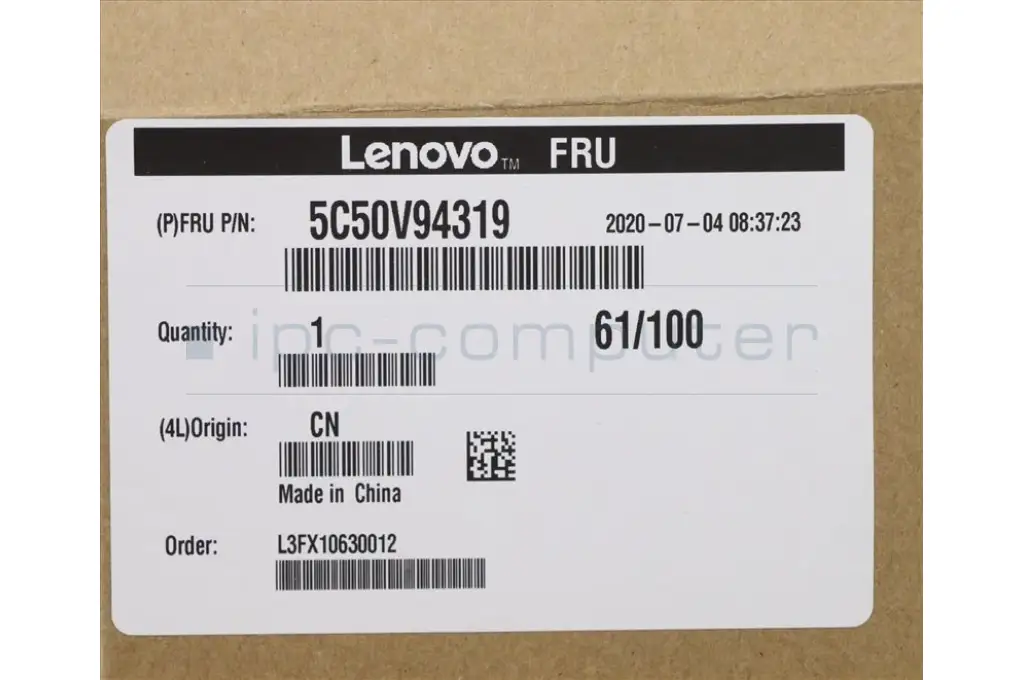 Lenovo™ FRU
(P)FRU P/N: 5C50V94319 2020-07-04 08:37:23
Quantity: 1 61/100
ipc-computer
(4L)Origin: CN
Made in China
Order: L3FX10630012